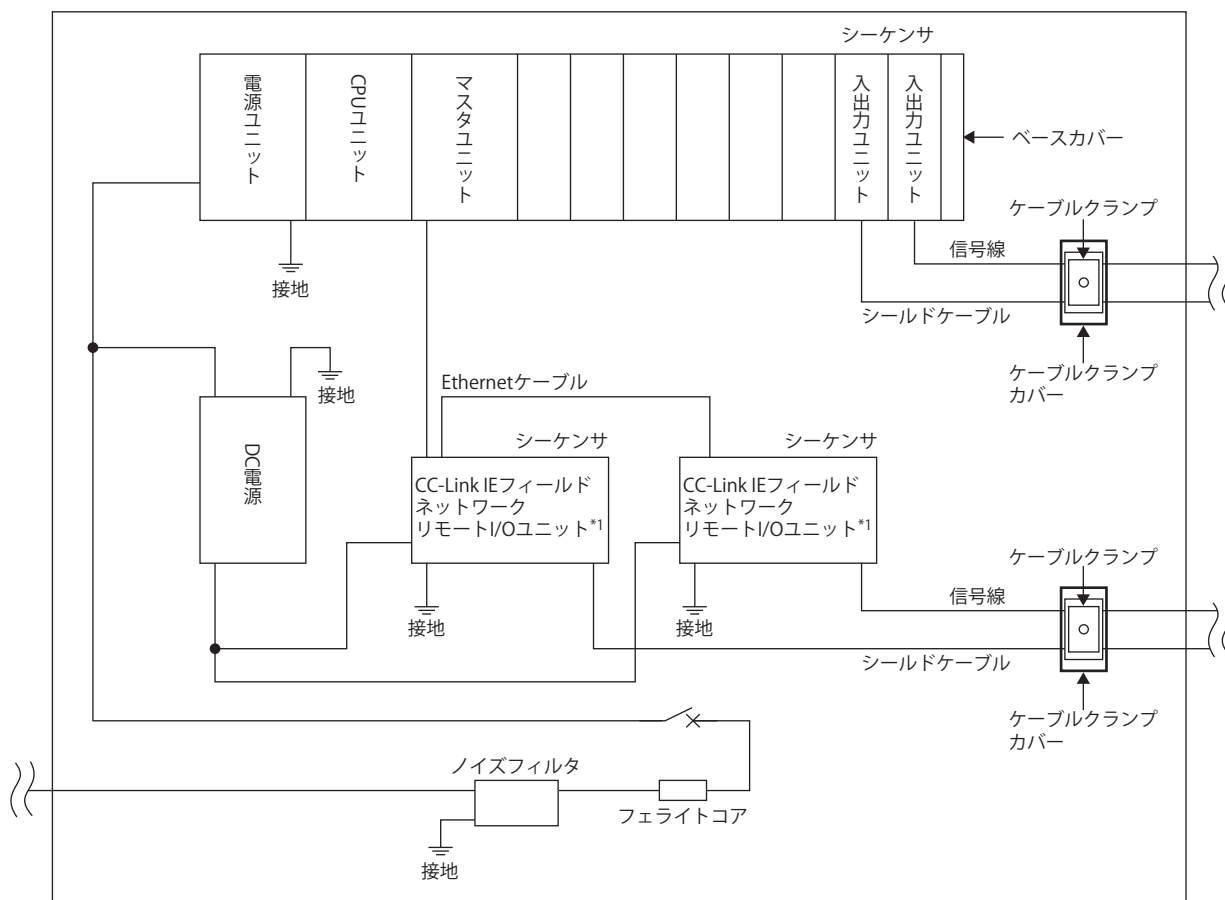 シーケンサ
電源ユニット
CPUユニット
マスタユニット
入出力ユニット
入出力ユニット
ベースカバー
ケーブルクランプ
信号線
接地
シールドケーブル
ケーブルクランプ
カバー
接地
Ethernetケーブル
シーケンサ
シーケンサ
DC電源
CC-Link IEフィールド
ネットワーク
リモートI/Oユニット*1
CC-Link IEフィールド
ネットワーク
リモートI/Oユニット*1
ケーブルクランプ
信号線
接地
接地
シールドケーブル
ケーブルクランプ
カバー
ノイズフィルタ
フェライトコア
接地